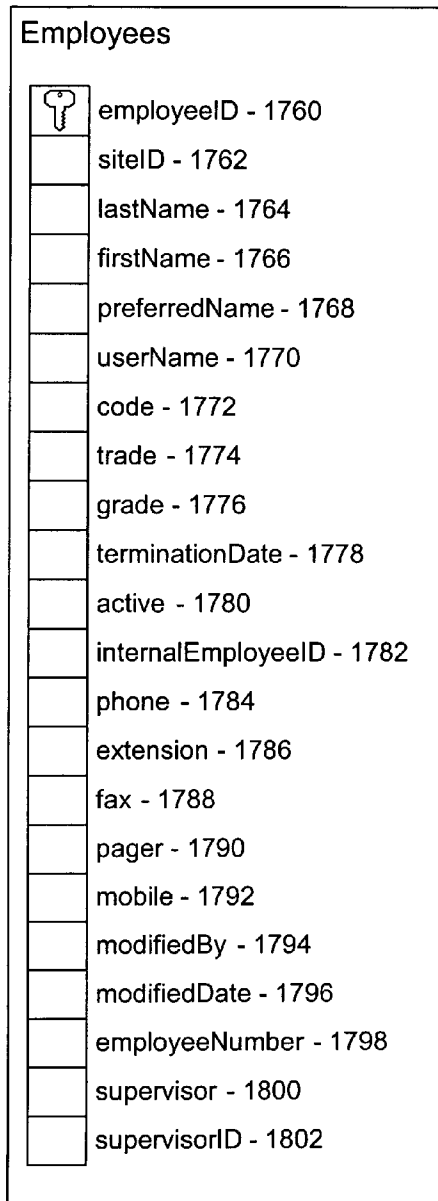 Employees
employeeID - 1760
siteID - 1762
lastName - 1764
firstName - 1766
preferredName - 1768
userName - 1770
code - 1772
trade - 1774
grade - 1776
terminationDate - 1778
active - 1780
internalEmployeeID - 1782
phone - 1784
extension - 1786
fax - 1788
pager - 1790
mobile - 1792
modifiedBy - 1794
modifiedDate - 1796
employeeNumber - 1798
supervisor - 1800
supervisorID - 1802